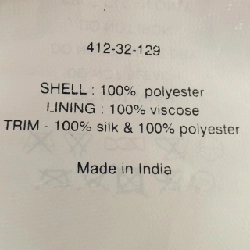 412-32-129
SHELL : 100% polyester
LINING : 100% viscose
TRIM - 100% silk & 100% polyester
Made in India